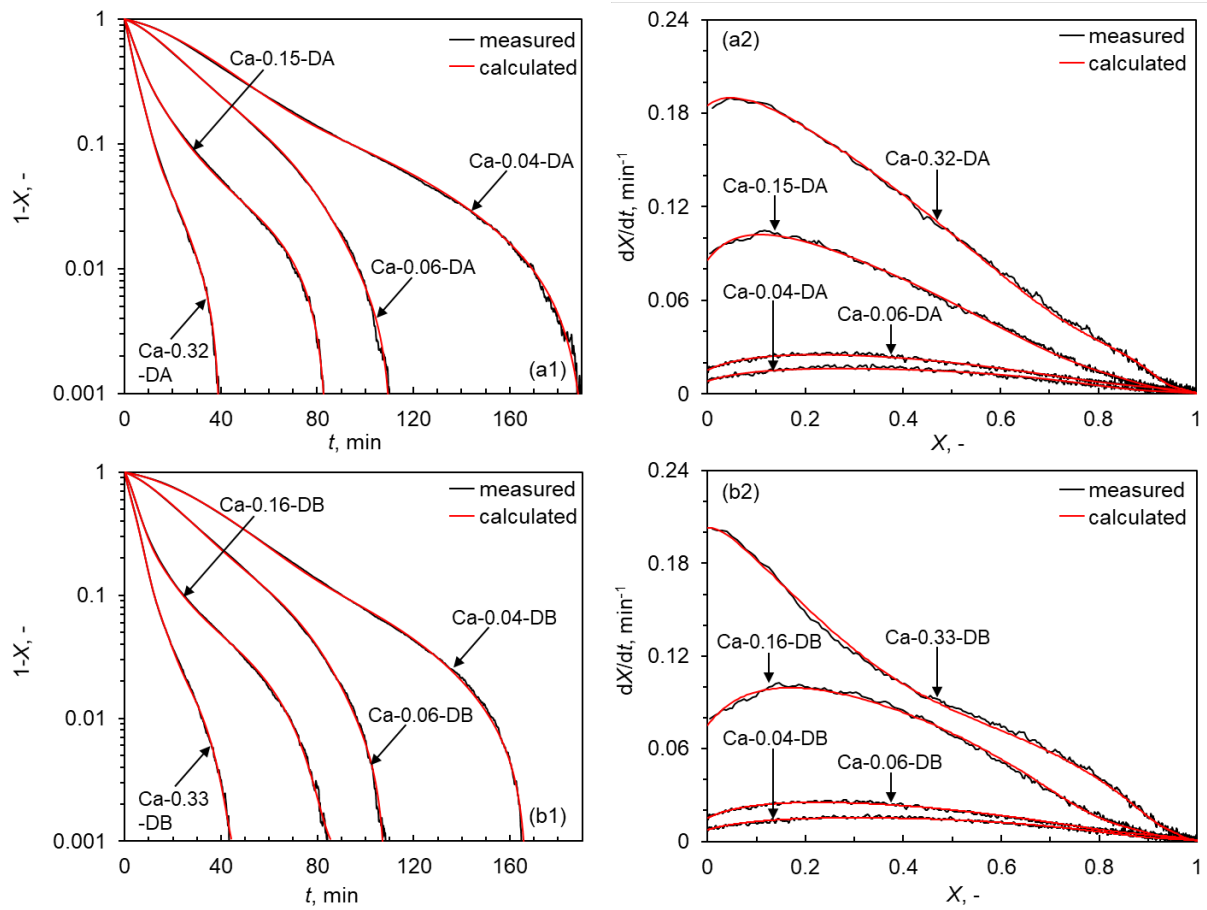 1
0.1
0.01
0.001
1-X, -
measured
calculated
Ca-0.15-DA
Ca-0.04-DA
Ca-0.06-DA
Ca-0.32
-DA
(a1)
0 40 80 120 160
t, min
0.24
0.18
0.12
0.06
0
dX/dt, min⁻¹
(a2)
measured
calculated
Ca-0.32-DA
Ca-0.15-DA
Ca-0.04-DA
Ca-0.06-DA
0 0.2 0.4 0.6 0.8 1
X, -
1
0.1
0.01
0.001
1-X, -
measured
calculated
Ca-0.16-DB
Ca-0.04-DB
Ca-0.06-DB
Ca-0.33
-DB
(b1)
0 40 80 120 160
t, min
0.24
0.18
0.12
0.06
0
dX/dt, min⁻¹
(b2)
measured
calculated
Ca-0.16-DB
Ca-0.33-DB
Ca-0.04-DB
Ca-0.06-DB
0 0.2 0.4 0.6 0.8 1
X, -